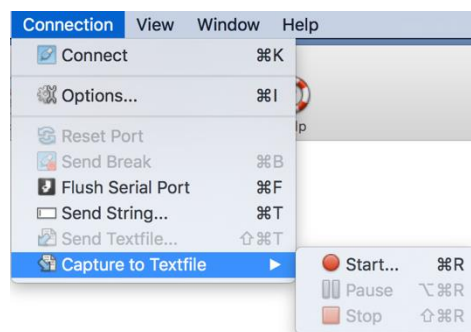 Connection View Window Help
Connect ⌘K
Options... ⌘I
lp
Reset Port
Send Break ⌘B
Flush Serial Port ⌘F
Send String... ⌘T
Send Textfile... ⇧⌘T
Capture to Textfile ▶
Start... ⌘R
Pause ⌥⌘R
Stop ⇧⌘R